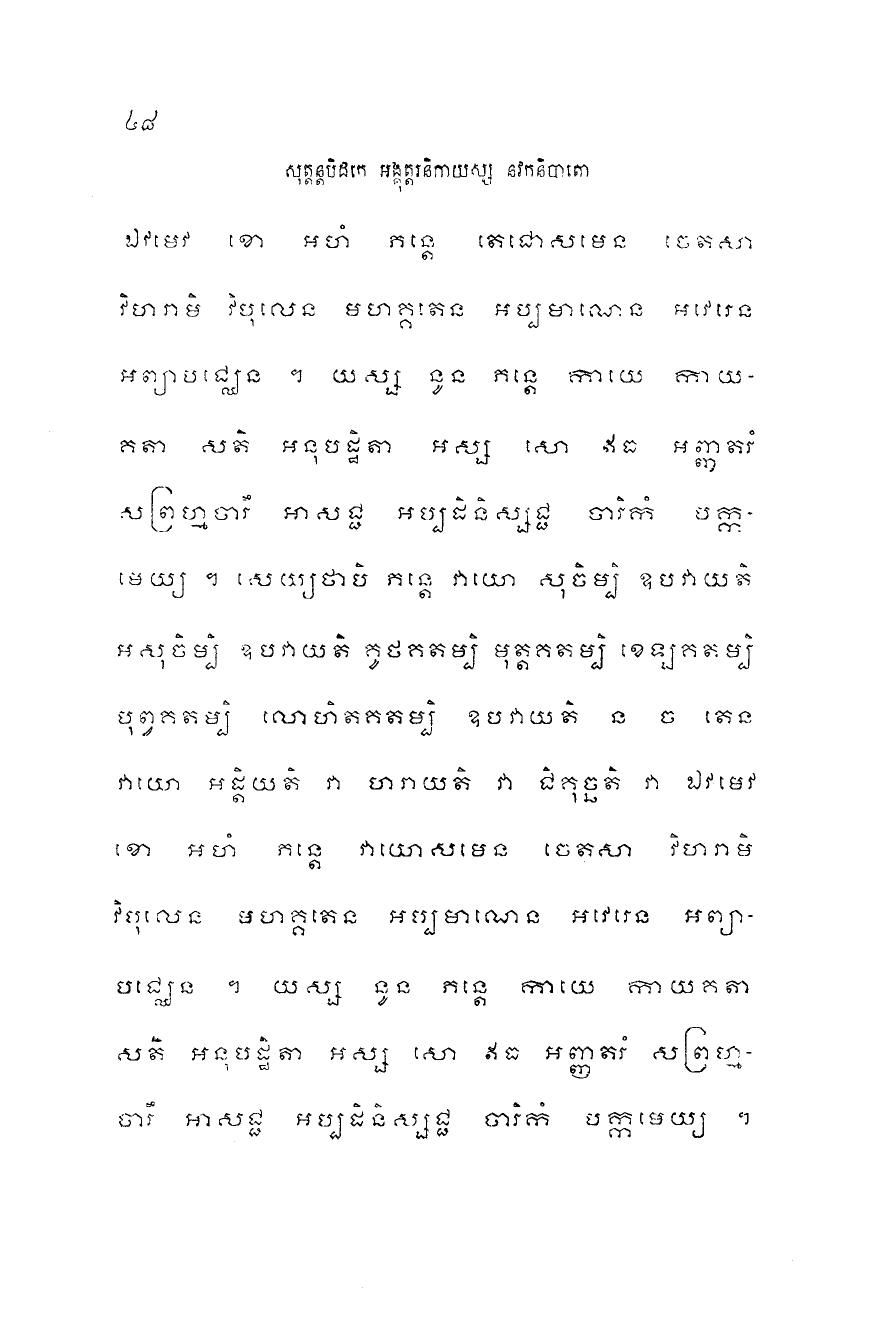 ៤៨
សុត្តន្តបិដកេ អង្គុត្តរនិកាយស្ស នវកនិបាតោ
ឯវមេវ ខោ អហំ ភន្តេ តេជោសមេន ចេតសា
វិហរាមិ វិបុលេន មហគ្គតេន អប្បមាណេន អវេរេន
អព្យាបជ្ឈេន ។ យស្ស នូន ភន្តេ កាយេ កាយ-
គតា សតិ អនុបដ្ឋិតា អស្ស សោ ឥធ អញ្ញតរំ
សព្រហ្មចារឹ អាសជ្ជ អប្បដិនិស្សជ្ជ ចារិកំ បក្ក-
មេយ្យ ។ សេយ្យថាបិ ភន្តេ វាយោ សុចិម្បិ ឧបវាយតិ
អសុចិម្បិ ឧបវាយតិ គូថគតម្បិ មុត្តគតម្បិ ខេឡគតម្បិ
បុព្វគតម្បិ លោហិតគតម្បិ ឧបវាយតិ ន ច តេន
វាយោ អដ្តិយតិ វា ហរាយតិ វា ជិគុច្ឆតិ វា ឯវមេវ
ខោ អហំ ភន្តេ វាយោសមេន ចេតសា វិហរាមិ
វិបុលេន មហគ្គតេន អប្បមាណេន អវេរេន អព្យា-
បជ្ឈេន ។ យស្ស នូន ភន្តេ កាយេ កាយគតា
សតិ អនុបដ្ឋិតា អស្ស សោ ឥធ អញ្ញតរំ សព្រហ្ម-
ចារឹ អាសជ្ជ អប្បដិនិស្សជ្ជ ចារិកំ បក្កមេយ្យ ។